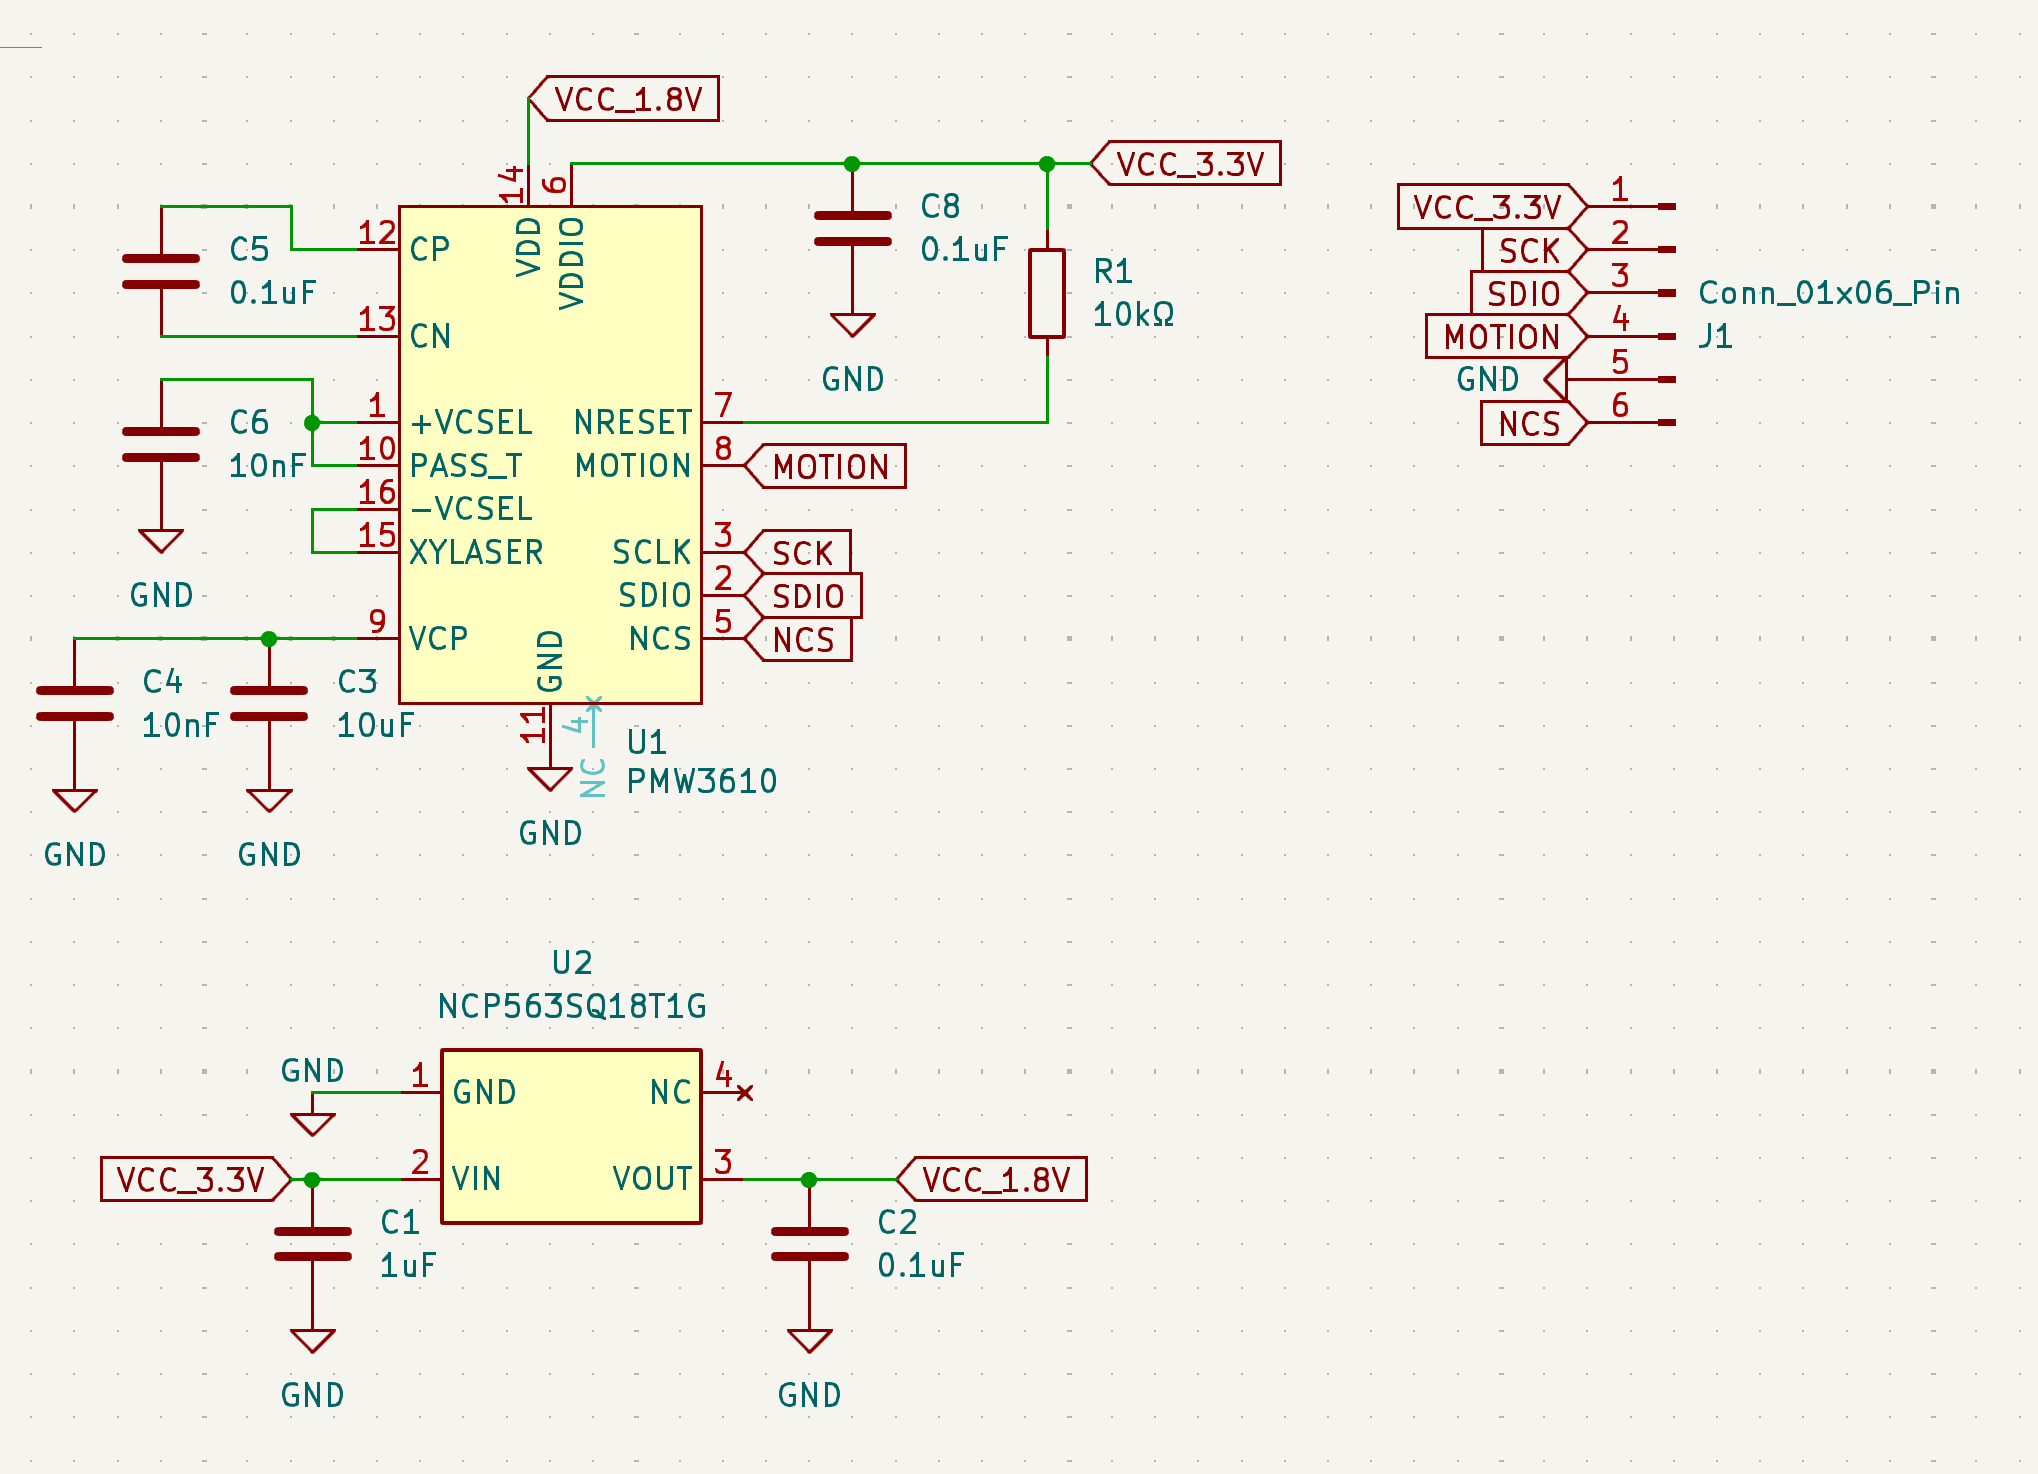 VCC_1.8V
VCC_3.3V
14
6
VDD
VDDIO
C5
0.1uF
12
CP
13
CN
C8
0.1uF
GND
R1
10kΩ
C6
10nF
GND
1
+VCSEL
10
PASS_T
16
−VCSEL
15
XYLASER
9
VCP
NRESET
7
MOTION
8
MOTION
SCLK
3
SCK
SDIO
2
SDIO
NCS
5
NCS
GND
11
4
NC
GND
U1
PMW3610
C4
10nF
GND
C3
10uF
GND
VCC_3.3V
1
SCK
2
SDIO
3
MOTION
4
GND
5
NCS
6
Conn_01x06_Pin
J1
U2
NCP563SQ18T1G
GND
1
GND
NC
4
VCC_3.3V
2
VIN
VOUT
3
VCC_1.8V
C1
1uF
GND
C2
0.1uF
GND